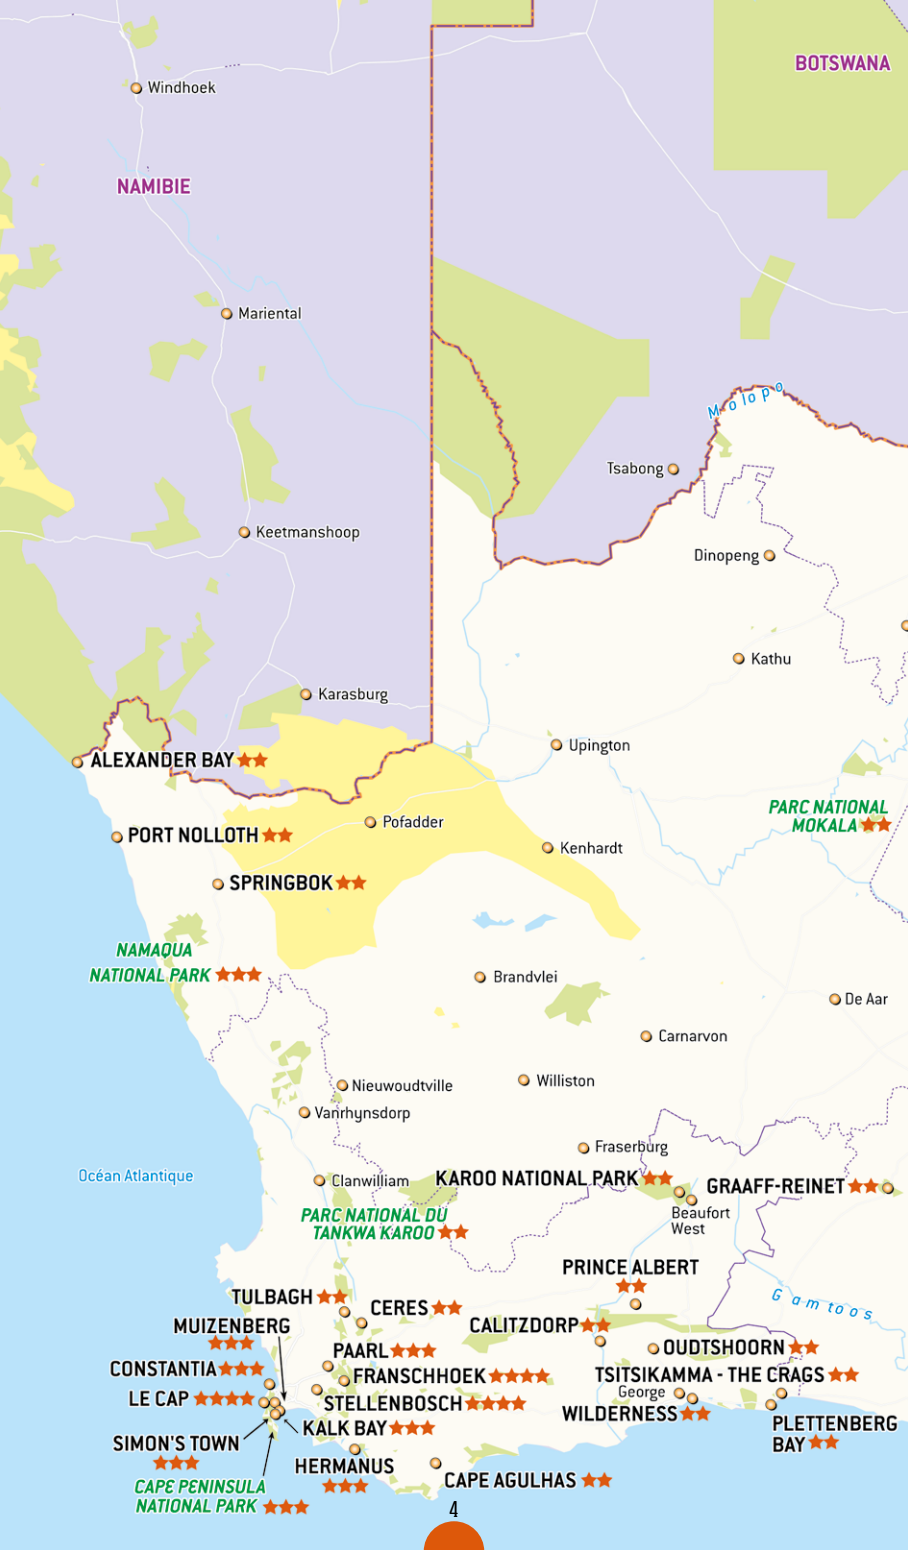 BOTSWANA
Windhoek
NAMIBIE
Mariental
Molopo
Tsabong
Keetmanshoop
Dinopeng
Kathu
Karasburg
Upington
ALEXANDER BAY
PARC NATIONAL
MOKALA
Pofadder
PORT NOLLOTH
Kenhardt
SPRINGBOK
NAMAQUA
NATIONAL PARK
Brandvlei
De Aar
Carnarvon
Williston
Nieuwoudtville
Vanrhynsdorp
Fraserburg
Océan Atlantique
Clanwilliam
KAROO NATIONAL PARK
GRAAFF-REINET
Beaufort
West
PARC NATIONAL DU
TANKWA KAROO
PRINCE ALBERT
Gamtoos
TULBAGH
CERES
MUIZENBERG
CALITZDORP
PAARL
OUDTSHOORN
CONSTANTIA
FRANSCHHOEK
TSITSIKAMMA - THE CRAGS
LE CAP
George
STELLENBOSCH
WILDERNESS
KALK BAY
PLETTENBERG
BAY
SIMON'S TOWN
HERMANUS
CAPE AGULHAS
CAPE PENINSULA
NATIONAL PARK
4